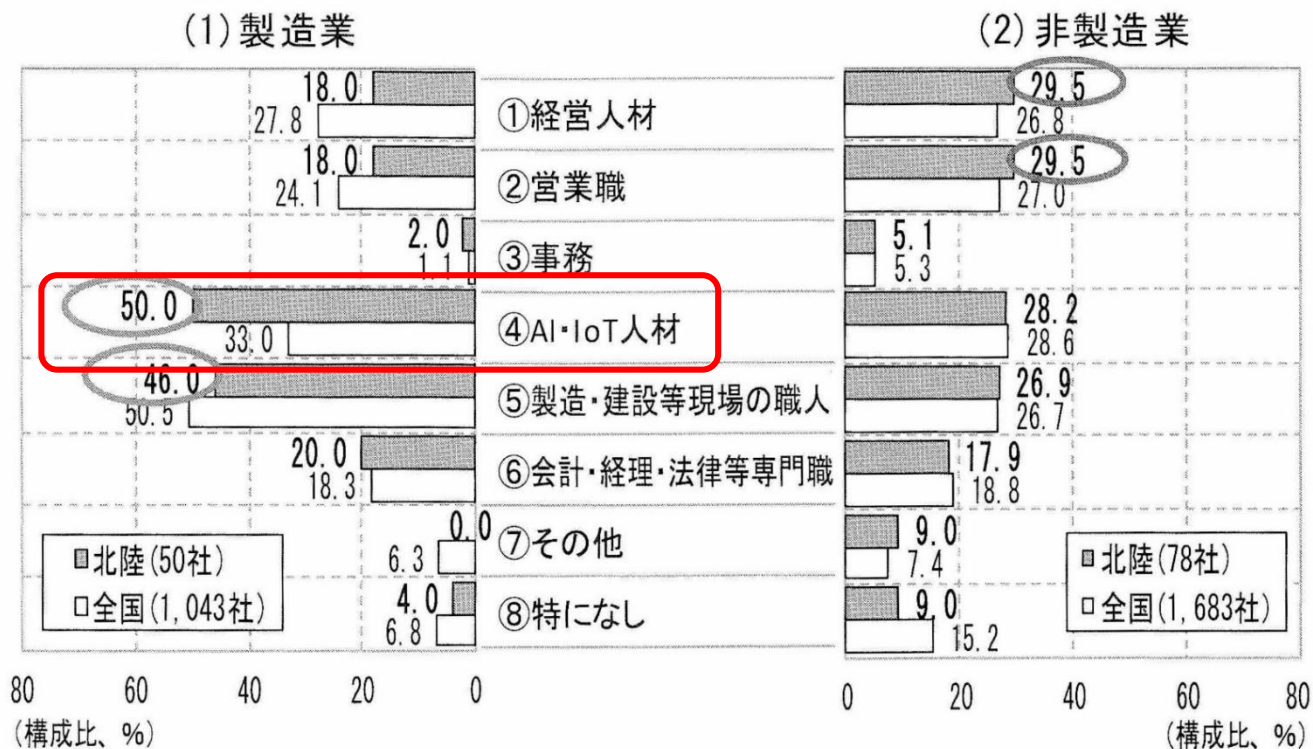 (1)製造業
(2)非製造業
18.0
27.8
①経営人材
29.5
26.8
18.0
24.1
②営業職
29.5
27.0
2.0
1.1
③事務
5.1
5.3
50.0
33.0
④AI・IoT人材
28.2
28.6
46.0
50.5
⑤製造・建設等現場の職人
26.9
26.7
20.0
18.3
⑥会計・経理・法律等専門職
17.9
18.8
0.0
6.3
⑦その他
9.0
7.4
4.0
6.8
⑧特になし
9.0
15.2
北陸(50社)
全国(1,043社)
北陸(78社)
全国(1,683社)
80 60 40 20 0
(構成比、%)
0 20 40 60 80
(構成比、%)